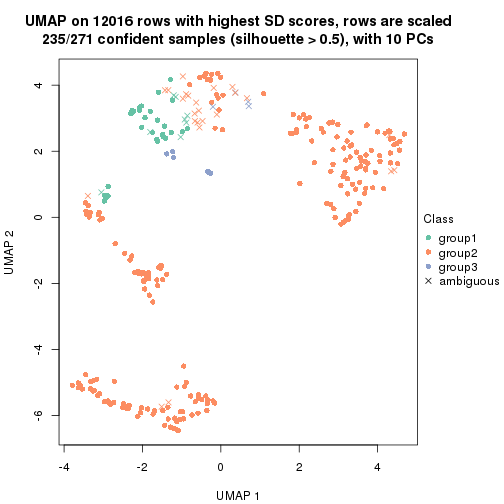 UMAP on 12016 rows with highest SD scores, rows are scaled
235/271 confident samples (silhouette > 0.5), with 10 PCs
4
2
0
-2
-4
-6
UMAP 2
-4
-2
0
2
4
UMAP 1
Class
group1
group2
group3
ambiguous